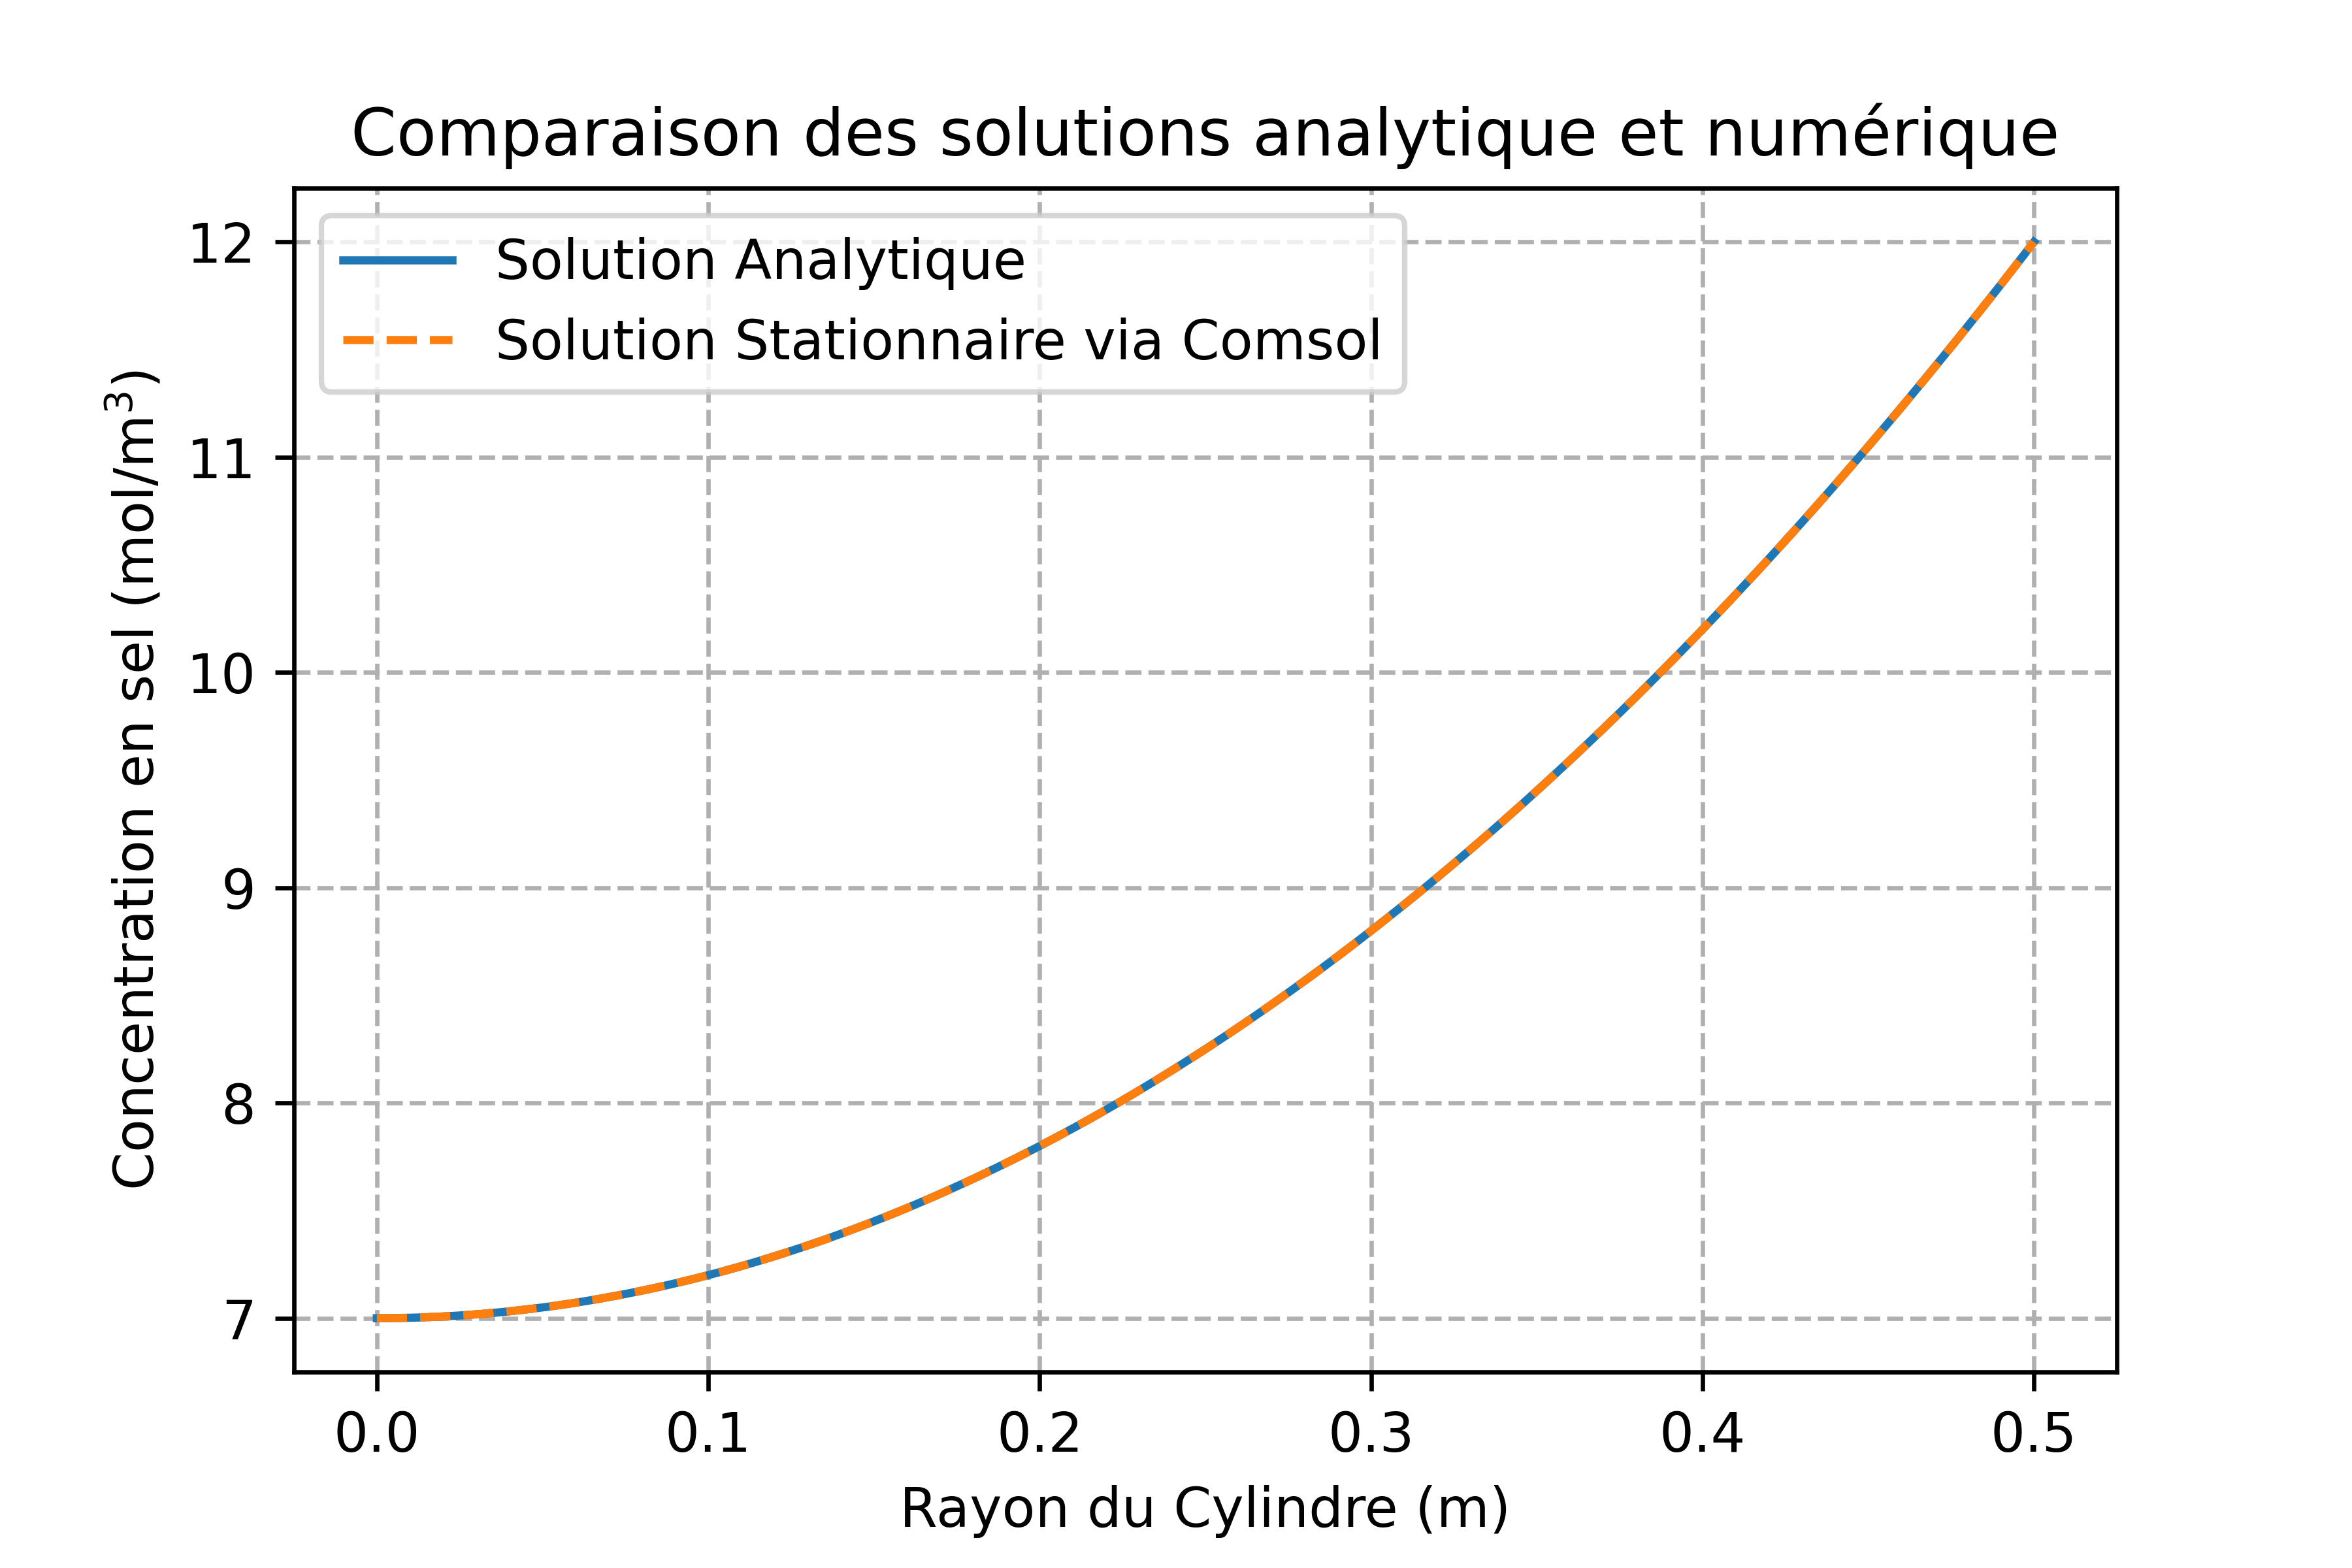 Comparaison des solutions analytique et numérique
Solution Analytique
Solution Stationnaire via Comsol
Concentration en sel (mol/m³)
12
11
10
9
8
7
0.0 0.1 0.2 0.3 0.4 0.5
Rayon du Cylindre (m)